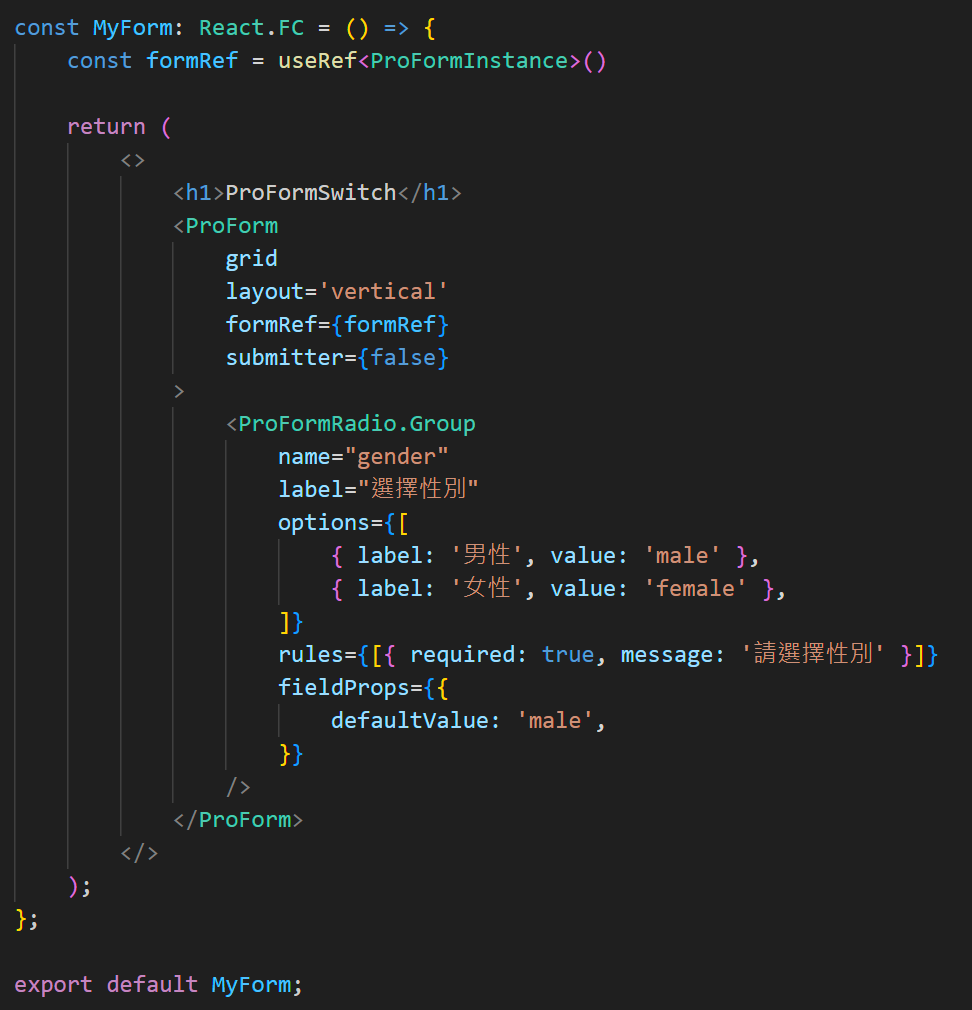 const MyForm: React.FC = () => {
    const formRef = useRef<ProFormInstance>()

    return (
        <>
            <h1>ProFormSwitch</h1>
            <ProForm
                grid
                layout='vertical'
                formRef={formRef}
                submitter={false}
            >
                <ProFormRadio.Group
                    name="gender"
                    label="選擇性別"
                    options={[
                        { label: '男性', value: 'male' },
                        { label: '女性', value: 'female' },
                    ]}
                    rules={[{ required: true, message: '請選擇性別' }]}
                    fieldProps={{
                        defaultValue: 'male',
                    }}
                />
            </ProForm>
        </>
    );
};

export default MyForm;